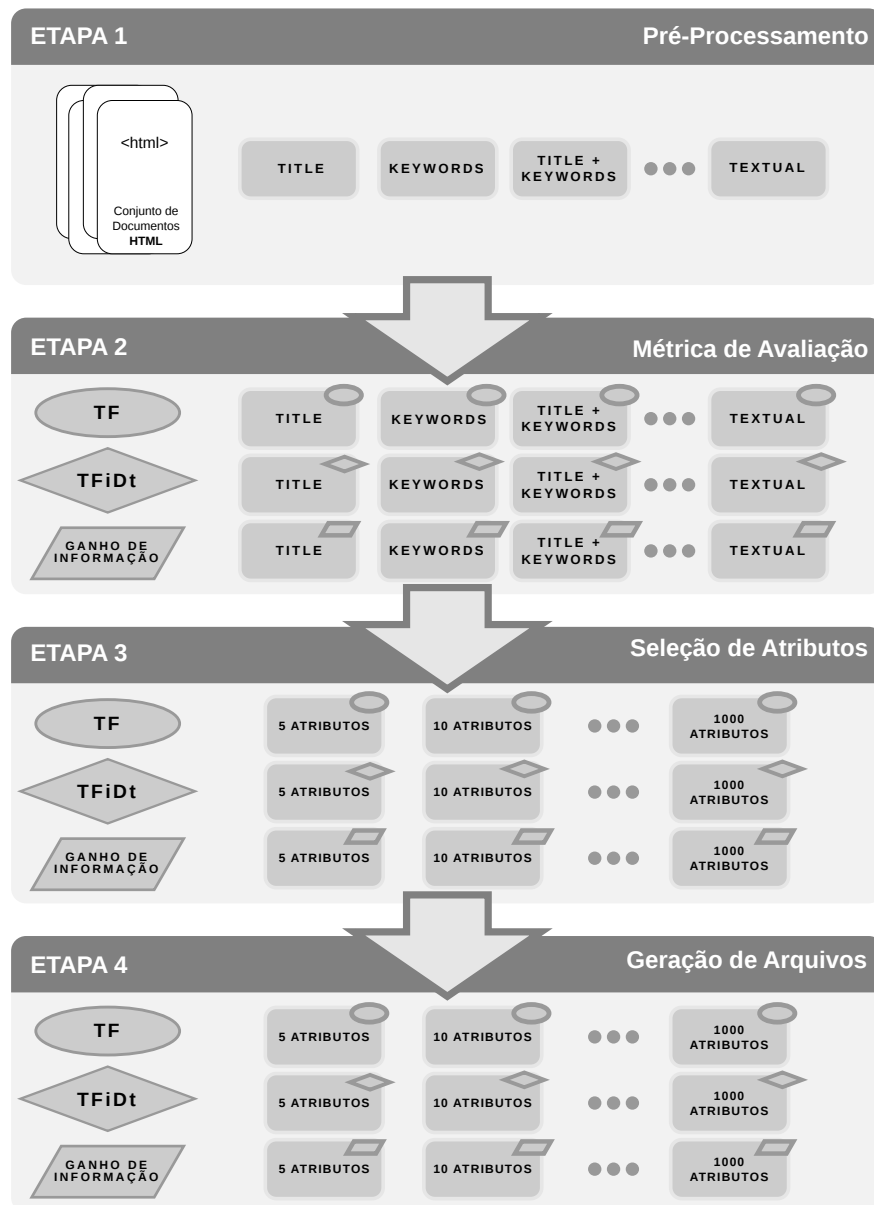 ETAPA 1
Pré-Processamento
<html>
Conjunto de
Documentos
HTML
TITLE
KEYWORDS
TITLE +
KEYWORDS
TEXTUAL
ETAPA 2
Métrica de Avaliação
TF
TITLE
KEYWORDS
TITLE +
KEYWORDS
TEXTUAL
TFiDt
TITLE
KEYWORDS
TITLE +
KEYWORDS
TEXTUAL
GANHO DE
INFORMAÇÃO
TITLE
KEYWORDS
TITLE +
KEYWORDS
TEXTUAL
ETAPA 3
Seleção de Atributos
TF
5 ATRIBUTOS
10 ATRIBUTOS
1000
ATRIBUTOS
TFiDt
5 ATRIBUTOS
10 ATRIBUTOS
1000
ATRIBUTOS
GANHO DE
INFORMAÇÃO
5 ATRIBUTOS
10 ATRIBUTOS
1000
ATRIBUTOS
ETAPA 4
Geração de Arquivos
TF
5 ATRIBUTOS
10 ATRIBUTOS
1000
ATRIBUTOS
TFiDt
5 ATRIBUTOS
10 ATRIBUTOS
1000
ATRIBUTOS
GANHO DE
INFORMAÇÃO
5 ATRIBUTOS
10 ATRIBUTOS
1000
ATRIBUTOS